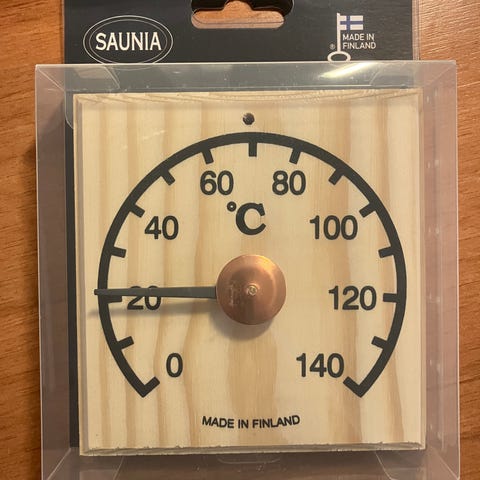 SAUNIA
MADE IN
FINLAND
®
60 80
°C
40 100
20 120
0 140
MADE IN FINLAND